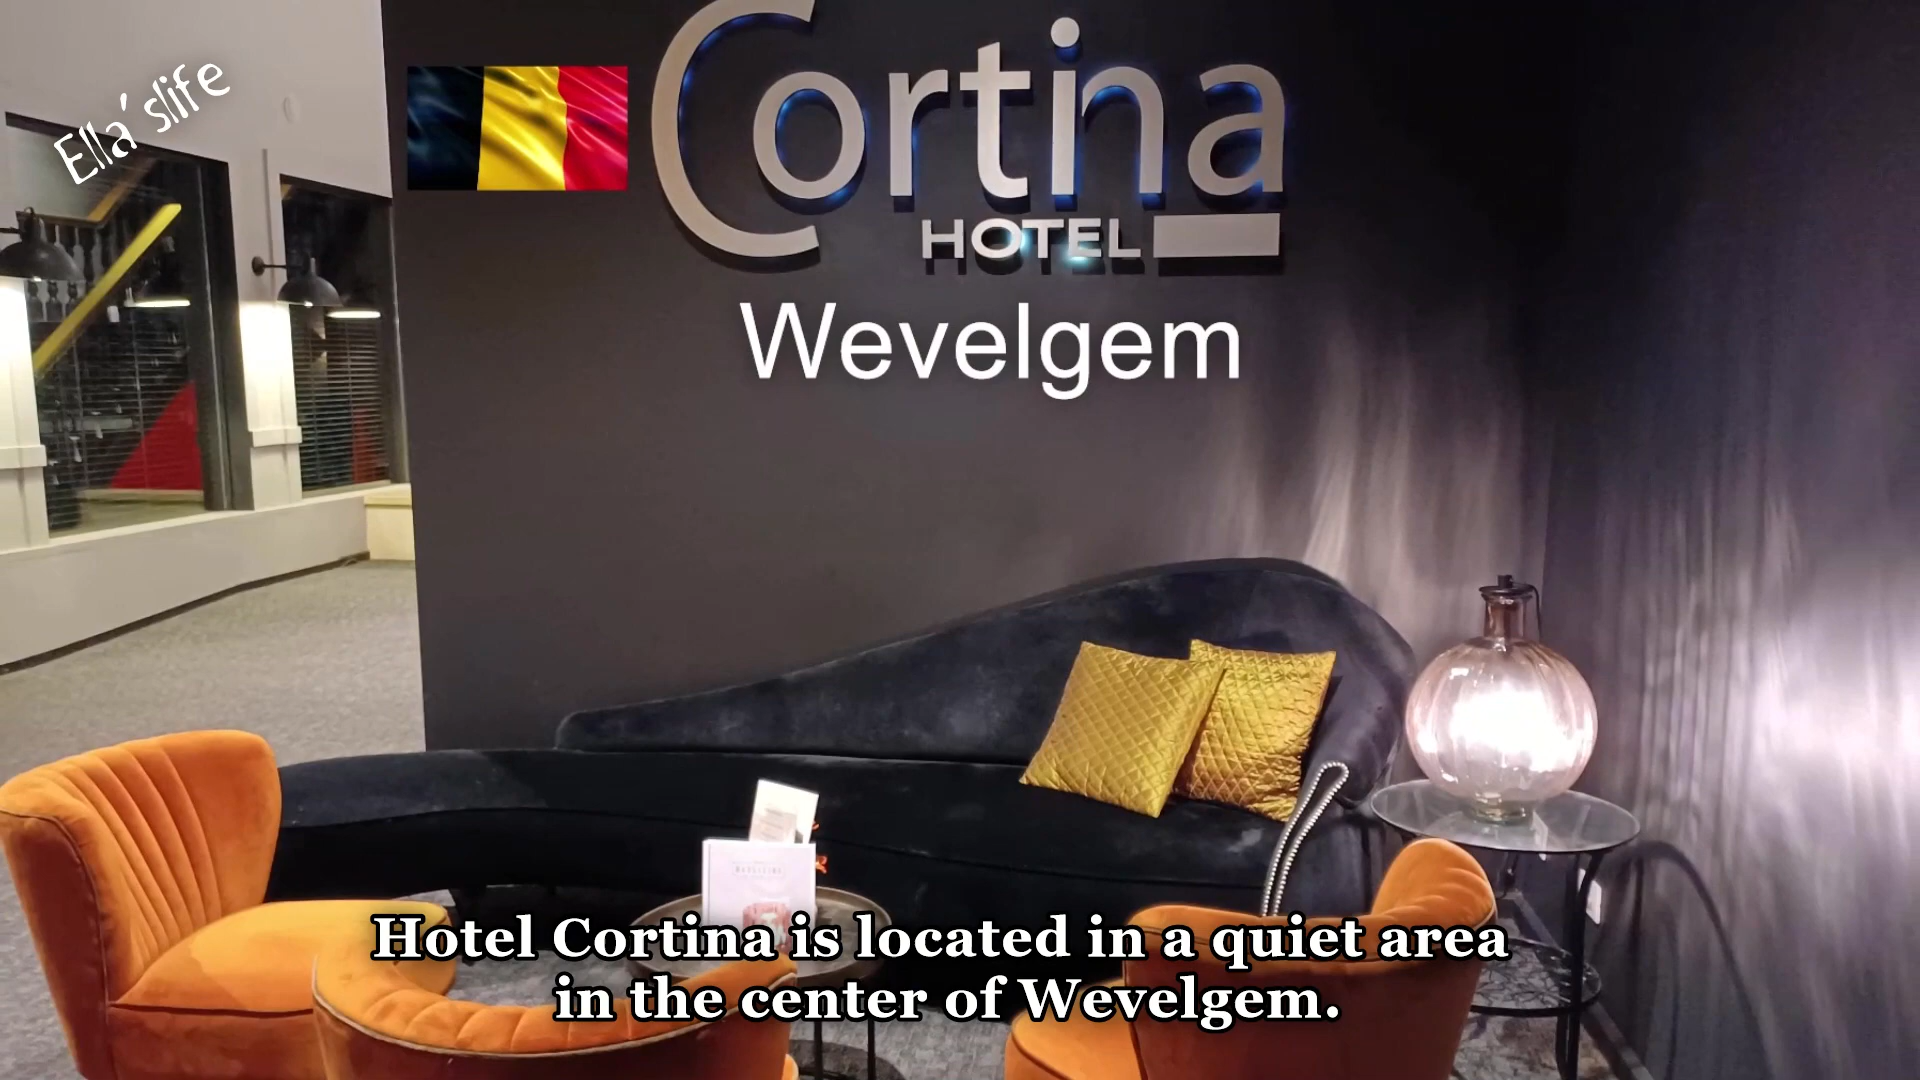 Ella´slife
Cortina
HOTEL
Wevelgem
Hotel Cortina is located in a quiet area
in the center of Wevelgem.